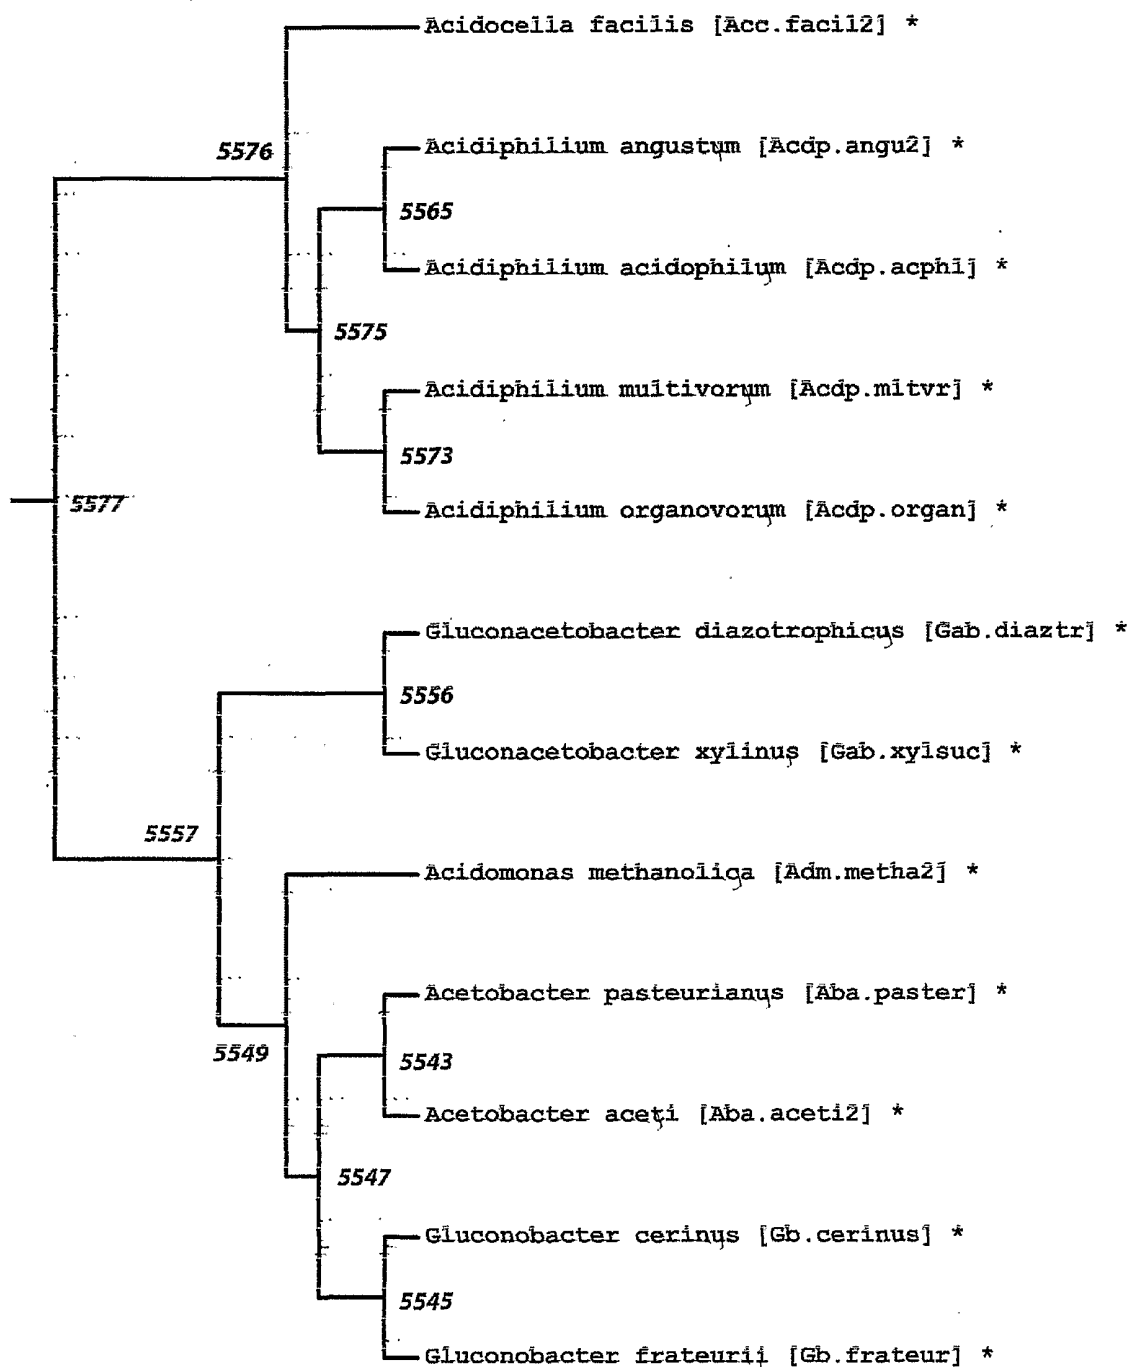 Acidocella facilis [Acc.facil2] *
5576
Acidiphilium angustum [Acdp.angu2] *
5565
Acidiphilium acidophilum [Acdp.acphl] *
5575
Acidiphilium multivorum [Acdp.mltvr] *
5573
5577
Acidiphilium organovorum [Acdp.organ] *
Gluconacetobacter diazotrophicus [Gab.diaztr] *
5556
Gluconacetobacter xylinus [Gab.xylsuc] *
5557
Acidomonas methanolica [Adm.metha2] *
Acetobacter pasteurianus [Aba.paster] *
5549
5543
Acetobacter aceti [Aba.aceti2] *
5547
Gluconobacter cerinus [Gb.cerinus] *
5545
Gluconobacter frateurii [Gb.frateur] *